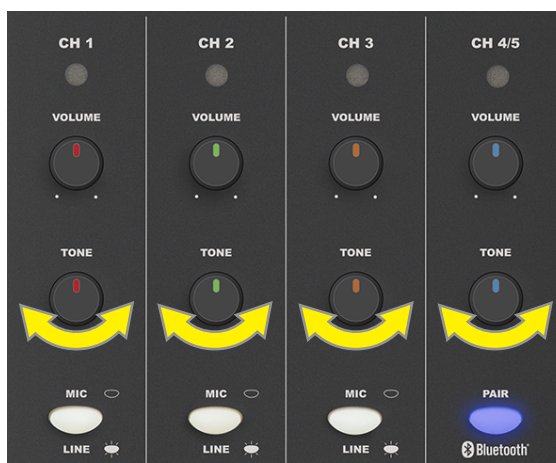 CH 1 CH 2 CH 3 CH 4/5
VOLUME VOLUME VOLUME VOLUME
TONE TONE TONE TONE
MIC MIC MIC PAIR
LINE LINE LINE Bluetooth